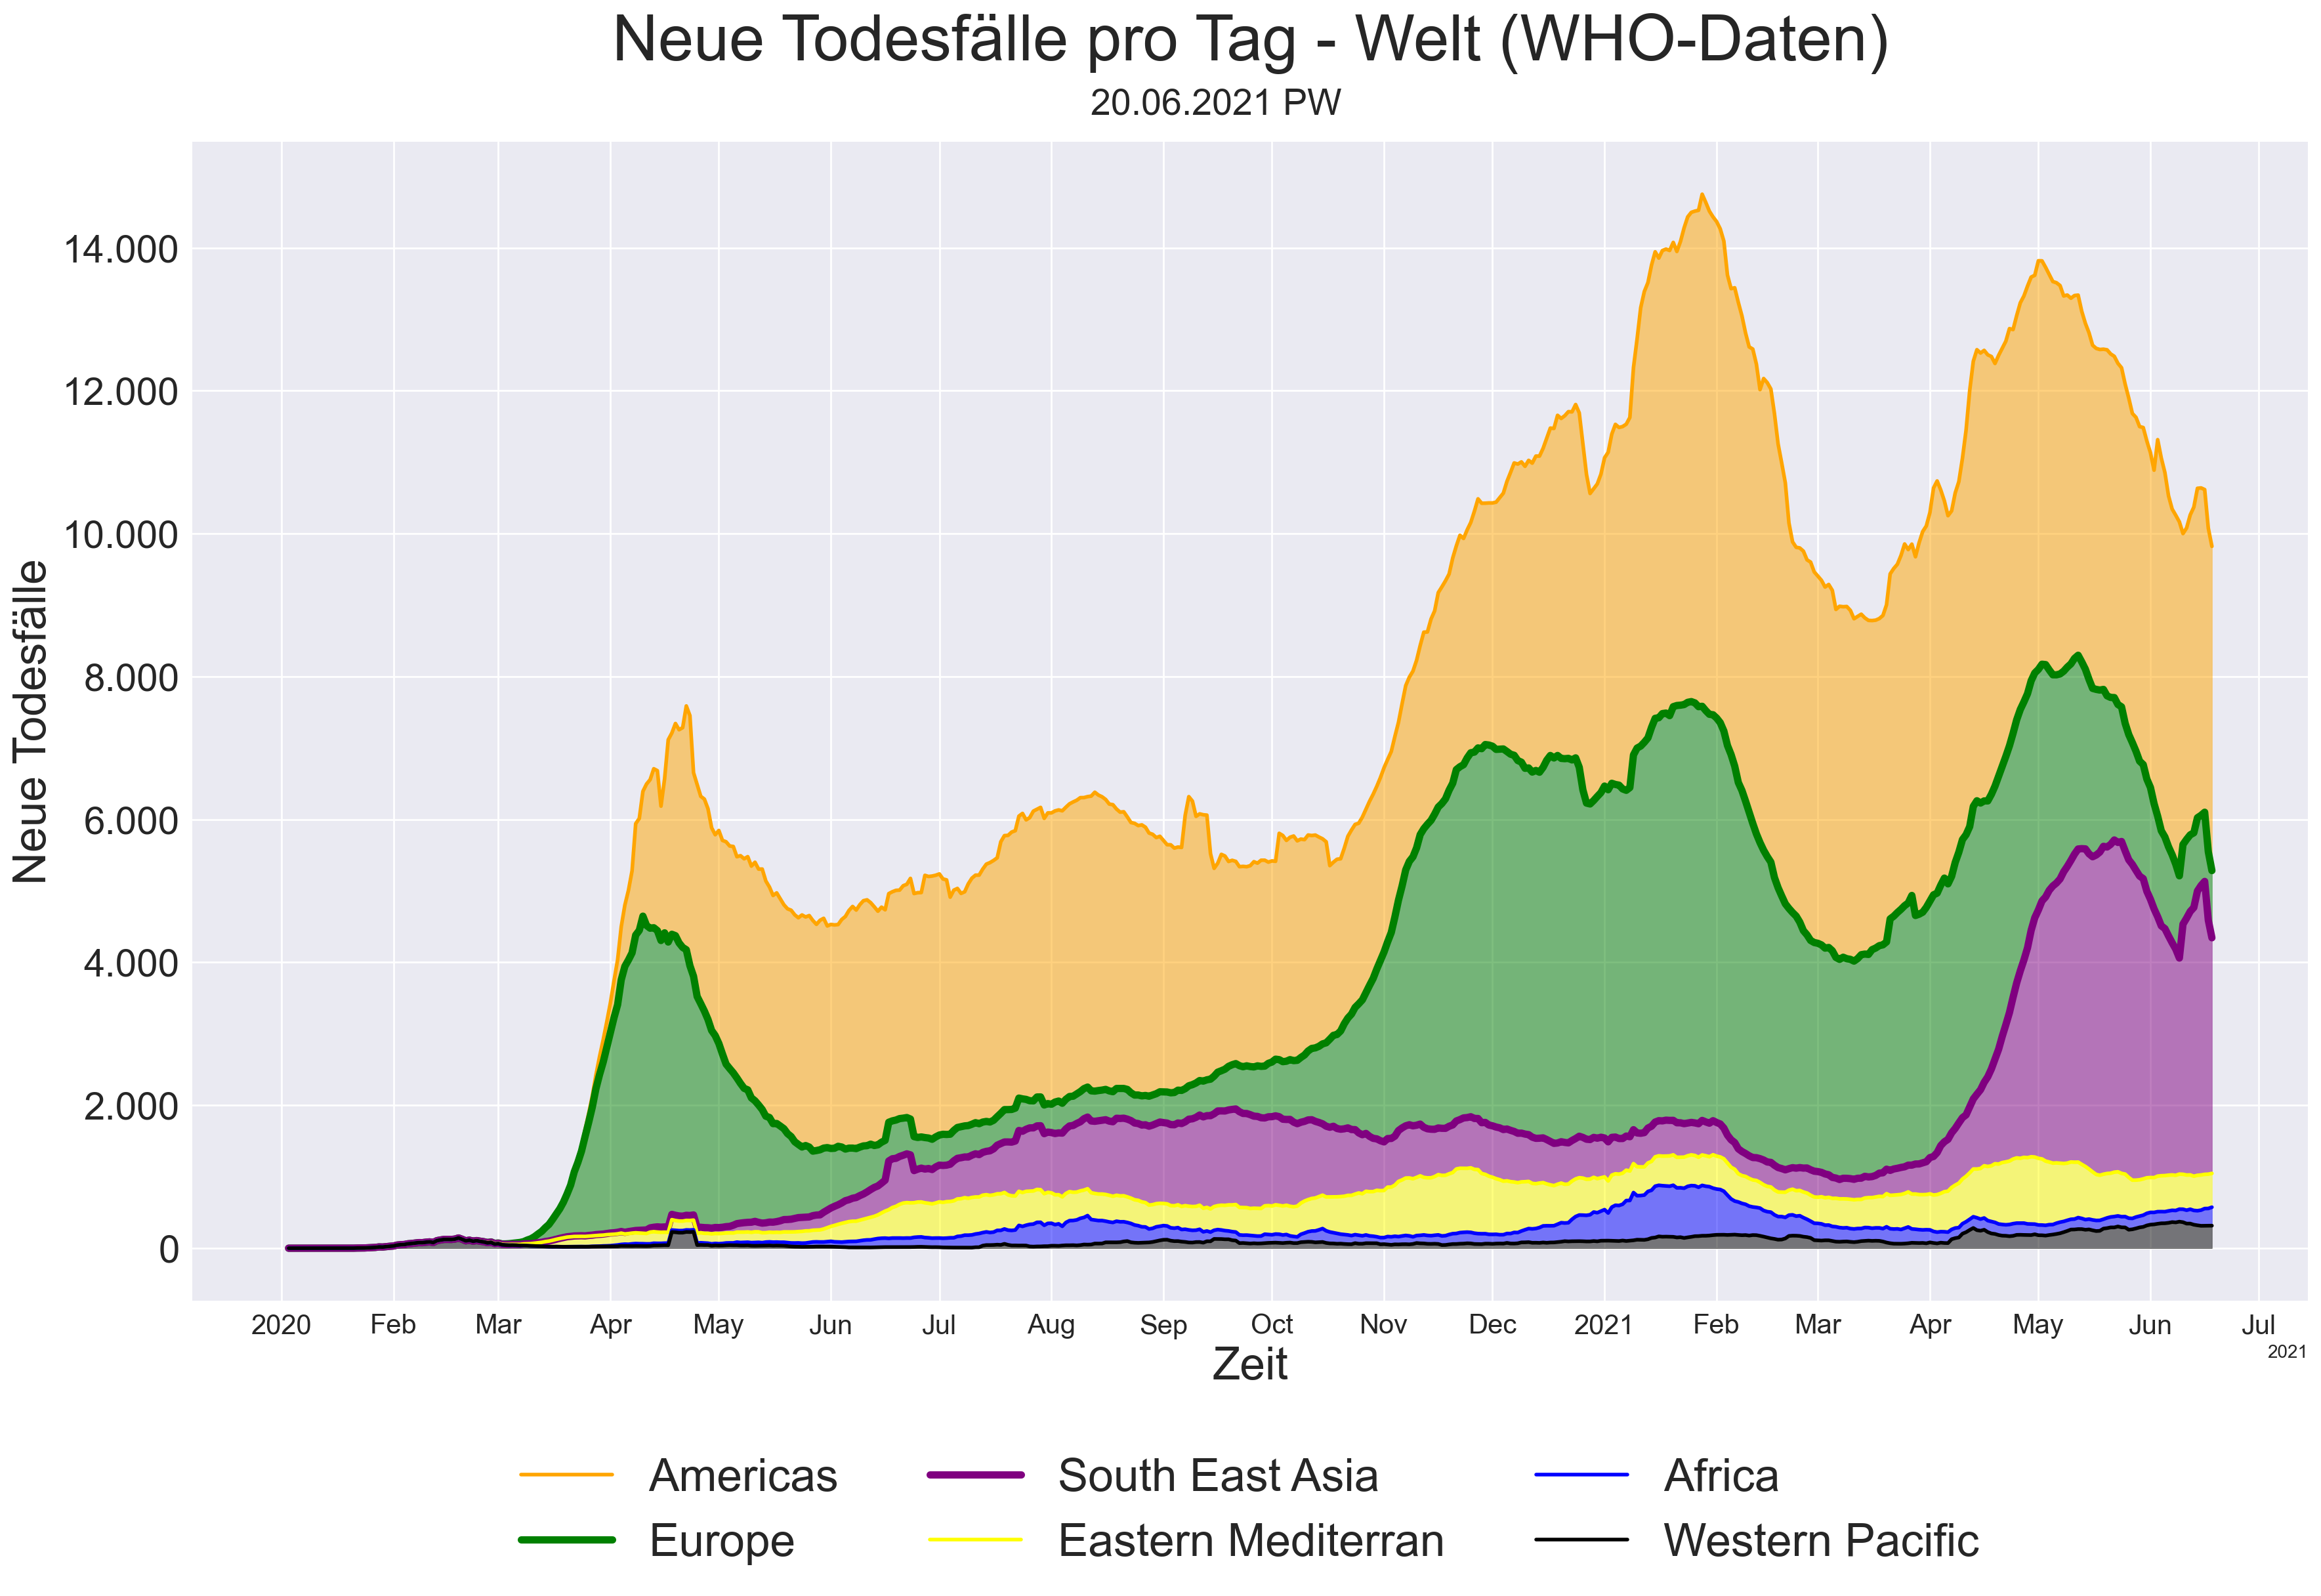 Neue Todesfälle pro Tag - Welt (WHO-Daten)
20.06.2021 PW
Neue Todesfälle
14.000
12.000
10.000
8.000
6.000
4.000
2.000
0
2020 Feb Mar Apr May Jun Jul Aug Sep Oct Nov Dec 2021 Feb Mar Apr May Jun Jul
2021
Zeit
Americas South East Asia Africa
Europe Eastern Mediterran Western Pacific